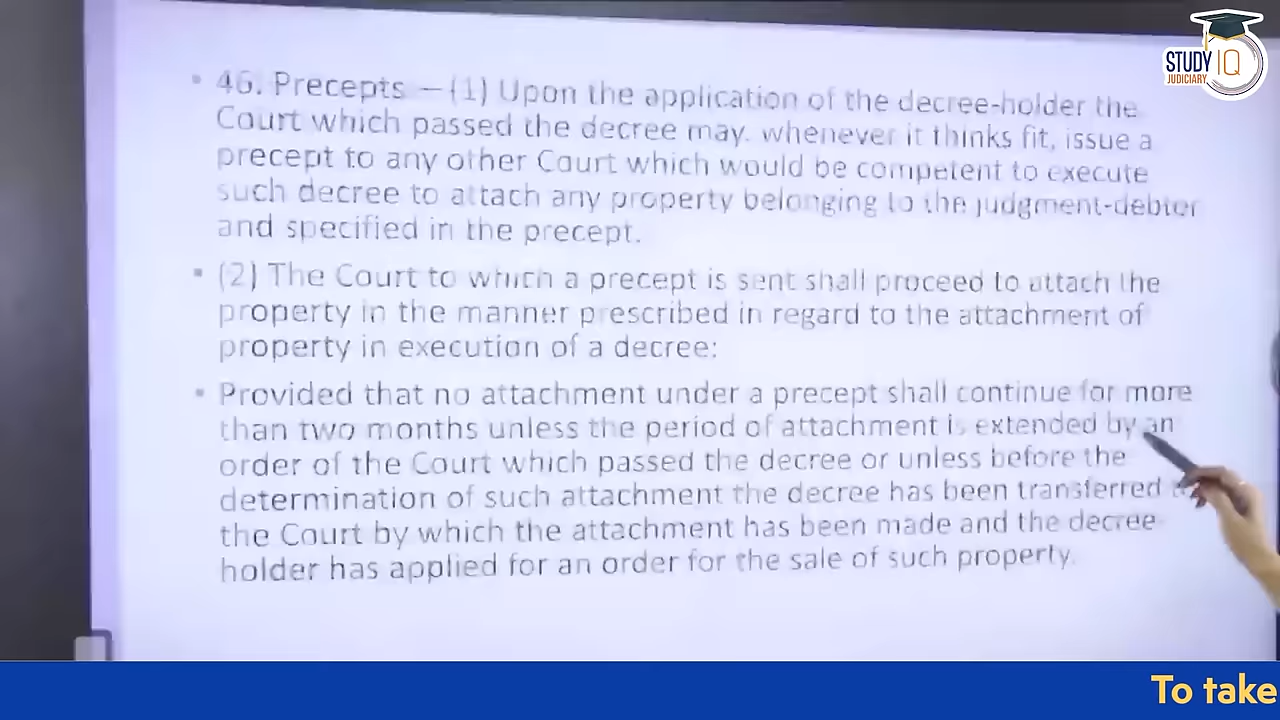 STUDY IQ
JUDICIARY
• 46. Precepts —(1) Upon the application of the decree-holder the
Court which passed the decree may. whenever it thinks fit, issue a
precept to any other Court which would be competent to execute
such decree to attach any property belonging to the judgment-debtor
and specified in the precept.
• (2) The Court to which a precept is sent shall proceed to attach the
property in the manner prescribed in regard to the attachment of
property in execution of a decree:
• Provided that no attachment under a precept shall continue for more
than two months unless the period of attachment is extended by an
order of the Court which passed the decree or unless before the
determination of such attachment the decree has been transferred
the Court by which the attachment has been made and the decree-
holder has applied for an order for the sale of such property.
To take